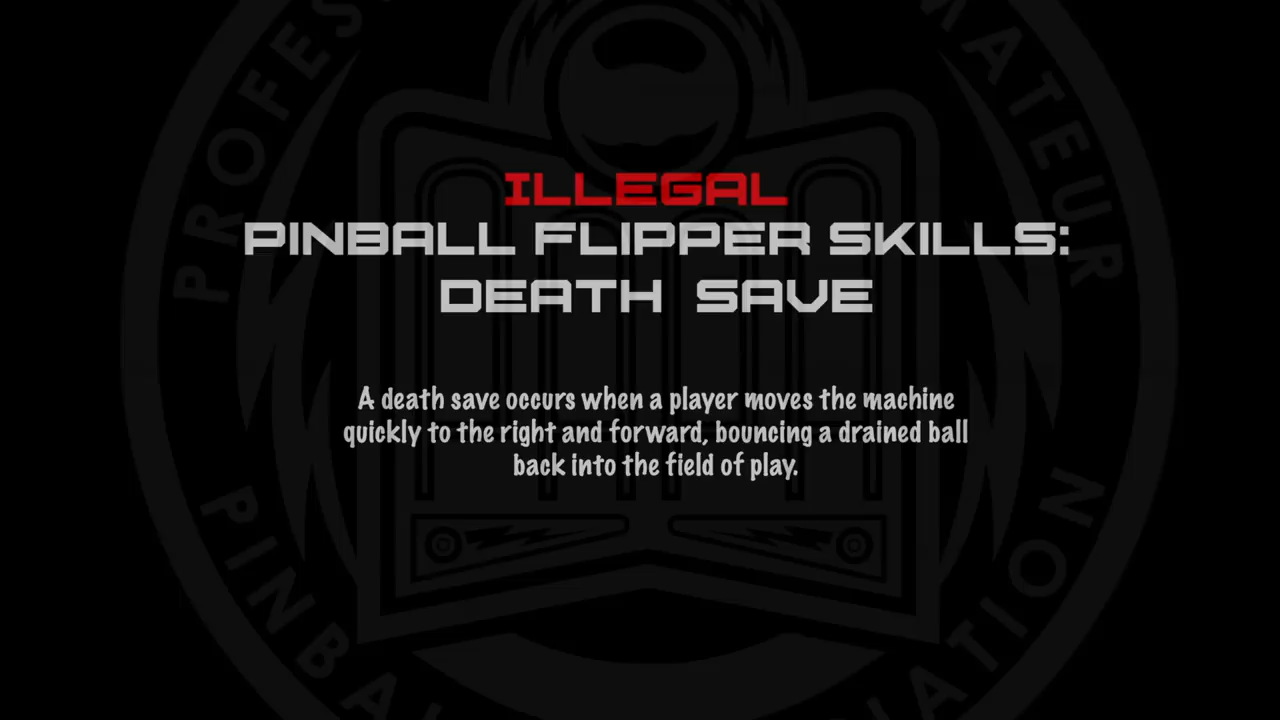 ILLEGAL
PINBALL FLIPPER SKILLS:
DEATH SAVE
A death save occurs when a player moves the machine
quickly to the right and forward, bouncing a drained ball
back into the field of play.